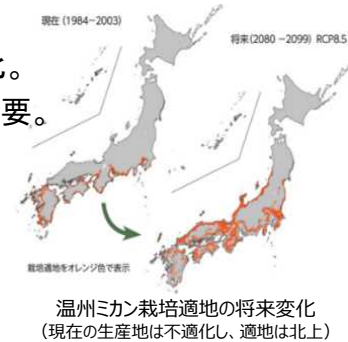 現在（1984－2003）
将来（2080－2099）RCP8.5
化。
要。
栽培適地をオレンジ色で表示
温州ミカン栽培適地の将来変化
（現在の生産地は不適化し、適地は北上）